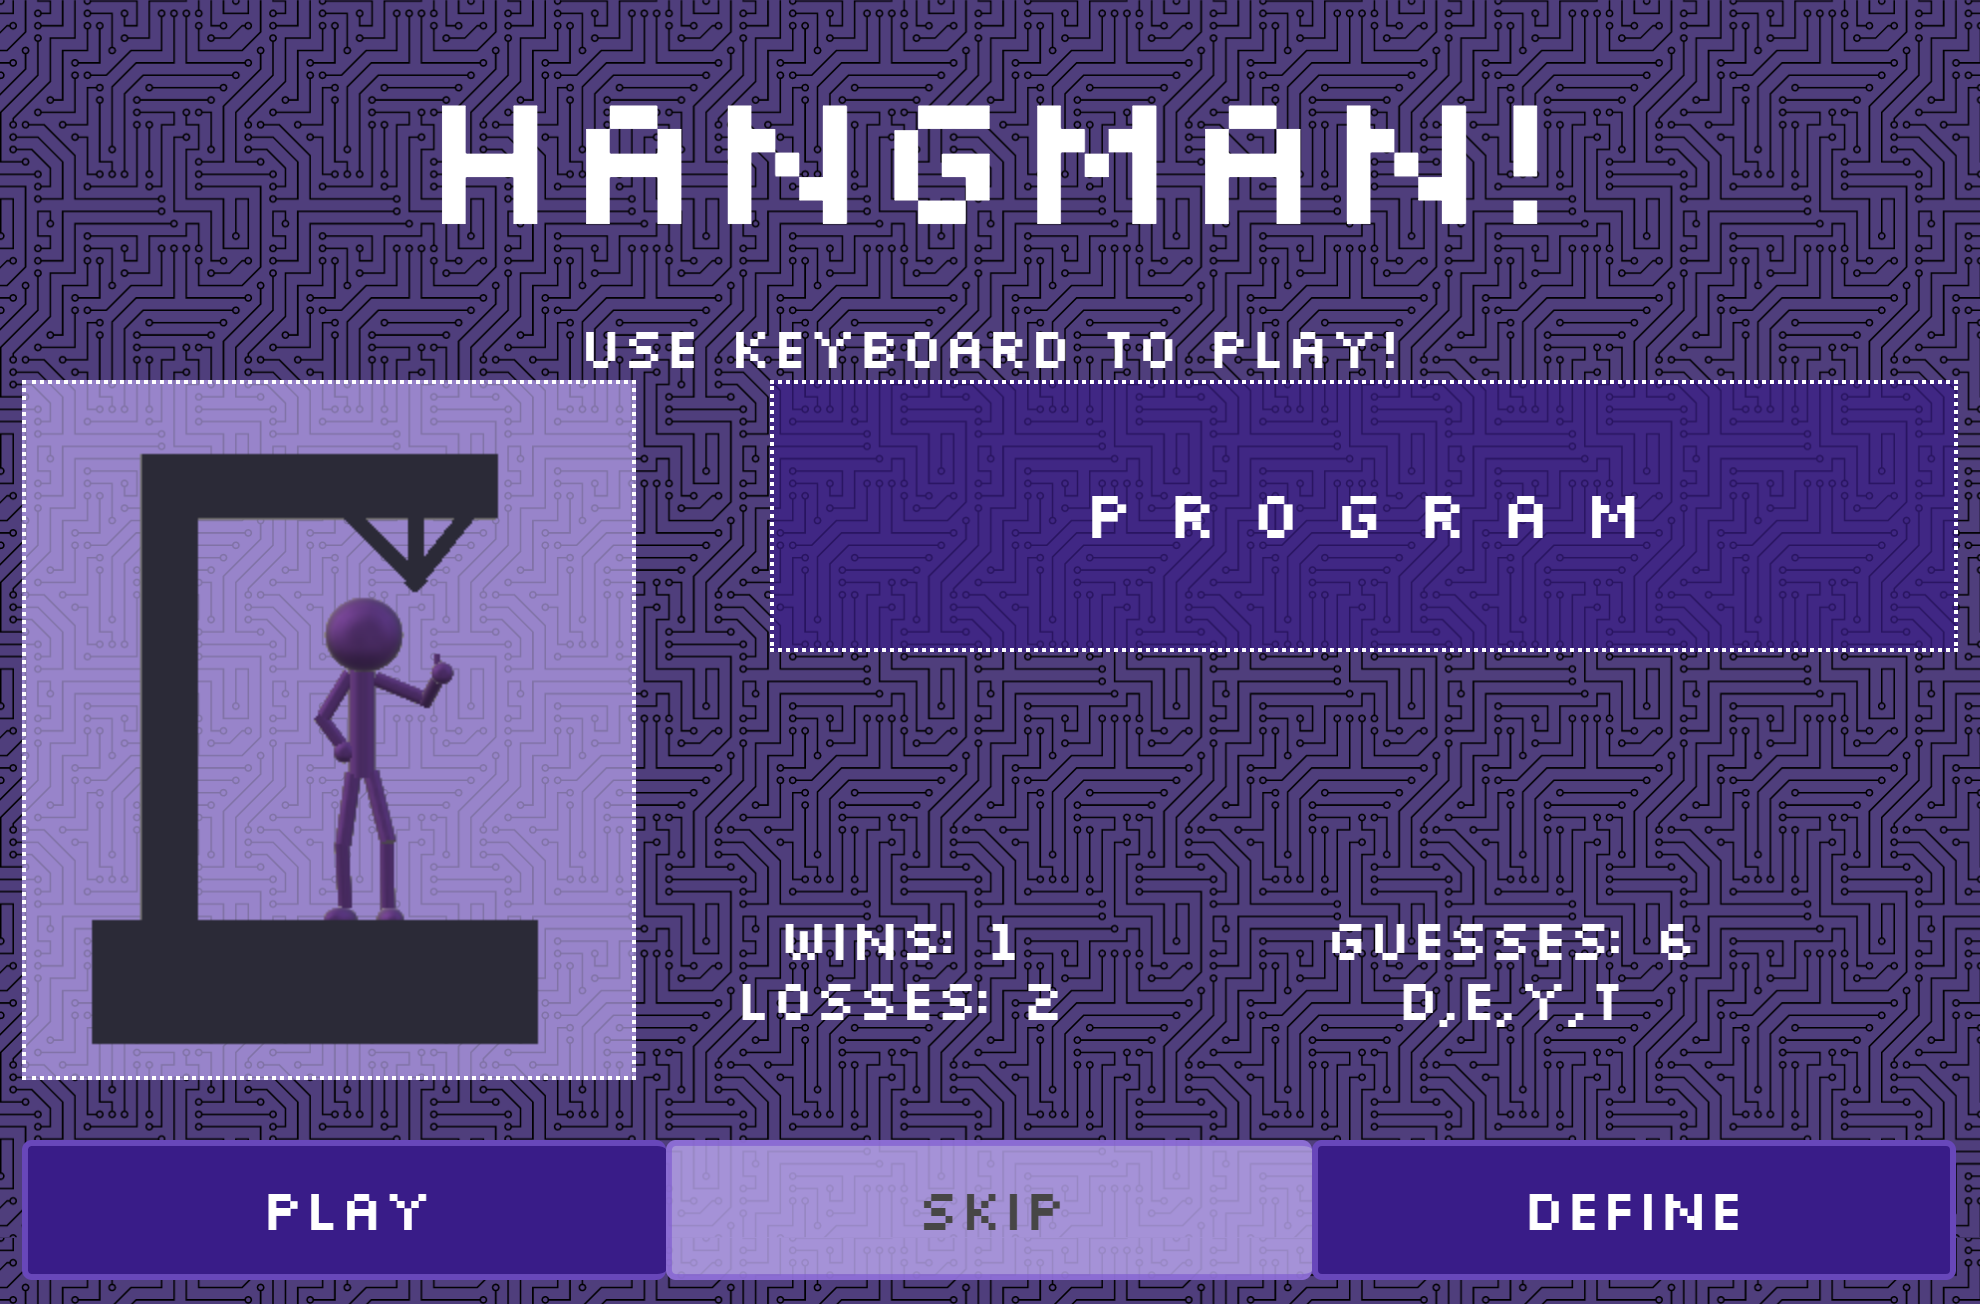 HANGMAN!
USE KEYBOARD TO PLAY!
P R O G R A M
WINS: 1
LOSSES: 2
GUESSES: 6
D,E,Y,T
PLAY
SKIP
DEFINE